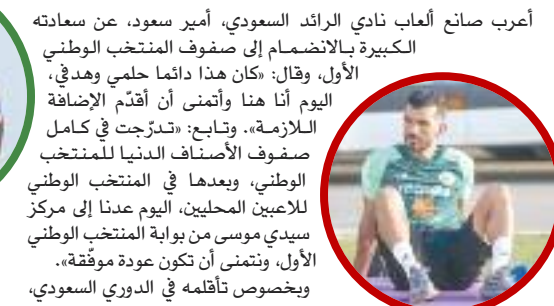 أعرب صانع ألعاب نادي الرائد السعودي، أمير سعود، عن سعادته
الكبيرة بالانضمام إلى صفوف المنتخب الوطني
الأول، وقال: «كان هذا دائما حلمي وهدفي،
اليوم أنا هنا وأتمنى أن أقدّم الإضافة
اللازمة». وتابع: «تدرّجت في كامل
صفوف الأصناف الدنيا للمنتخب
الوطني، وبعدها في المنتخب الوطني
للاعبين المحليين، اليوم عدنا إلى مركز
سيدي موسى من بوابة المنتخب الوطني
الأول، ونتمنى أن تكون عودة موفّقة».
وبخصوص تأقلمه في الدوري السعودي،